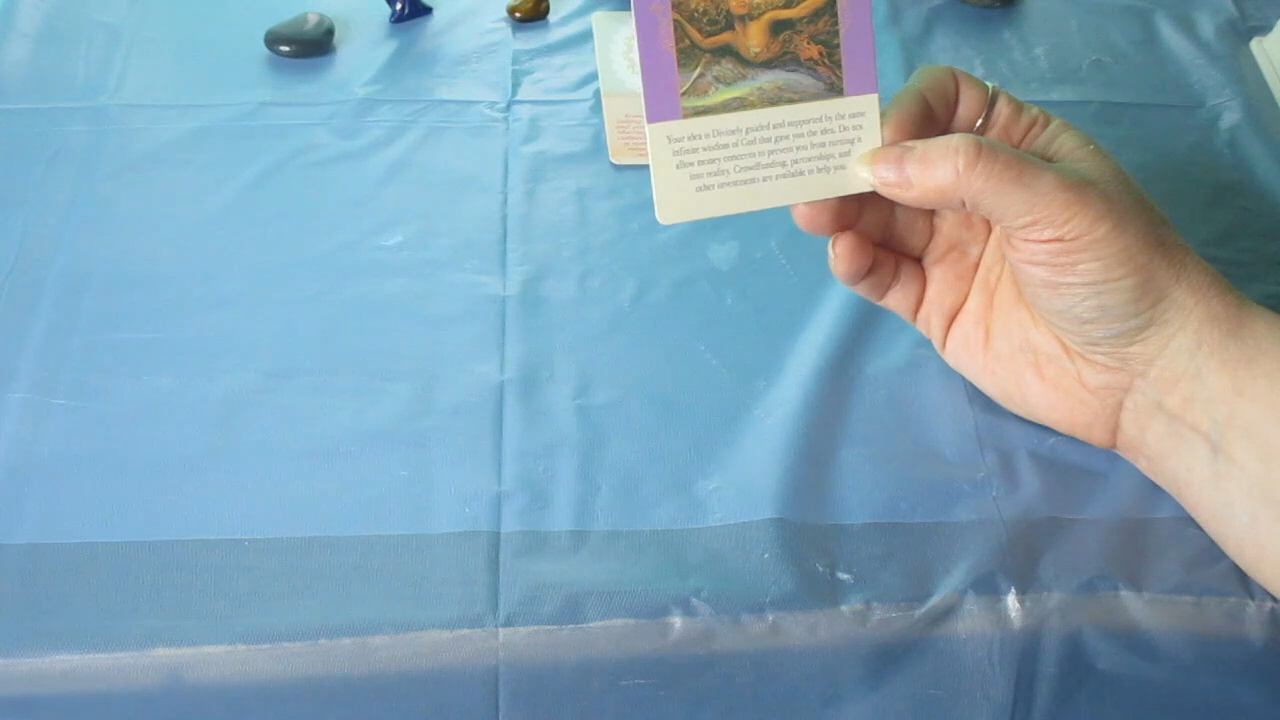 Your idea is Divinely guided and supported by the same
infinite wisdom of God that gave you the idea. Do not
allow money concerns to prevent you from turning it
into reality. Crowdfunding, partnerships, and
other investments are available to help you.